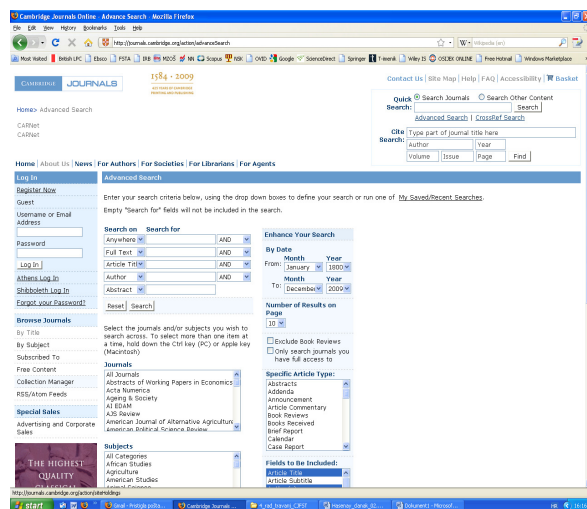 Cambridge Journals Online - Advance Search - Mozilla Firefox
File Edit View History Bookmarks Tools Help
http://journals.cambridge.org/action/advanceSearch
Wikipedia (en)
Most Visited British LPC Ebsco FSTA IRB MZOŠ NN Scopus NSK OVID Google ScienceDirect Springer Wiley IS OSIJEK ONLINE Free Hotmail Windows Marketplace
CAMBRIDGE JOURNALS
1584 · 2009
Contact Us | Site Map | Help | FAQ | Accessibility | Basket
Quick Search:
Search Journals Search Other Content
Search
Advanced Search | CrossRef Search
Home> Advanced Search
CARNet
CARNet
Cite Search:
Type part of journal title here
Author Year
Volume Issue Page Find
Home | About Us | News | For Authors | For Societies | For Librarians | For Agents
Log In
Register Now
Guest
Username or Email
Address
Password
Log In
Athens Log In
Shibboleth Log In
Forgot your Password?
Browse Journals
By Title
By Subject
Subscribed To
Free Content
Collection Manager
RSS/Atom Feeds
Special Sales
Advertising and Corporate
Sales
THE HIGHEST
QUALITY
CLASSICAL
Advanced Search
Enter your search criteria below, using the drop down boxes to define your search or run one of My Saved/Recent Searches.
Empty "Search for" fields will not be included in the search.
Search on Search for
Anywhere AND
Full Text AND
Article Titl AND
Author AND
Abstract
Reset Search
Select the journals and/or subjects you wish to
search across. To select more than one item at
a time, hold down the Ctrl key (PC) or Apple key
(Macintosh)
Journals
All Journals
Abstracts of Working Papers in Economics
Acta Numerica
Ageing & Society
AI EDAM
AJS Review
American Journal of Alternative Agriculture
American Political Science Review
Subjects
All Categories
African Studies
Agriculture
American Studies
Animal Science
Enhance Your Search
By Date
Month Year
From: January 1800
Month Year
To: December 2009
Number of Results on
Page
10
Exclude Book Reviews
Only search journals you
have full access to
Specific Article Type:
Abstracts
Addenda
Announcement
Article Commentary
Book Reviews
Books Received
Brief Report
Calendar
Case Report
Fields to Be Included:
Article Title
Article Subtitle
http://journals.cambridge.org/action/siteHoldings
start
Gmail - Pristigla pošta...
Cambridge Journals ...
Dokument1 - Microsof...
HR